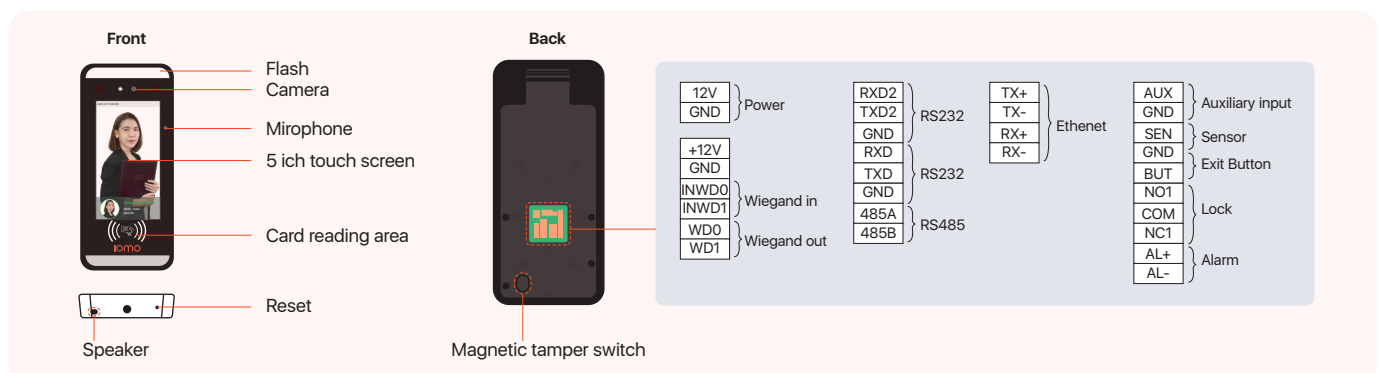 Front
Flash
Camera
Mirophone
5 ich touch screen
Card reading area
Reset
Speaker
Back
Magnetic tamper switch
12V
GND
Power
+12V
GND
INWD0
INWD1
Wiegand in
WD0
WD1
Wiegand out
RXD2
TXD2
GND
RS232
RXD
TXD
GND
RS232
485A
485B
RS485
TX+
TX-
RX+
RX-
Ethenet
AUX
GND
Auxiliary input
SEN
Sensor
GND
Exit Button
BUT
NO1
COM
NC1
Lock
AL+
AL-
Alarm